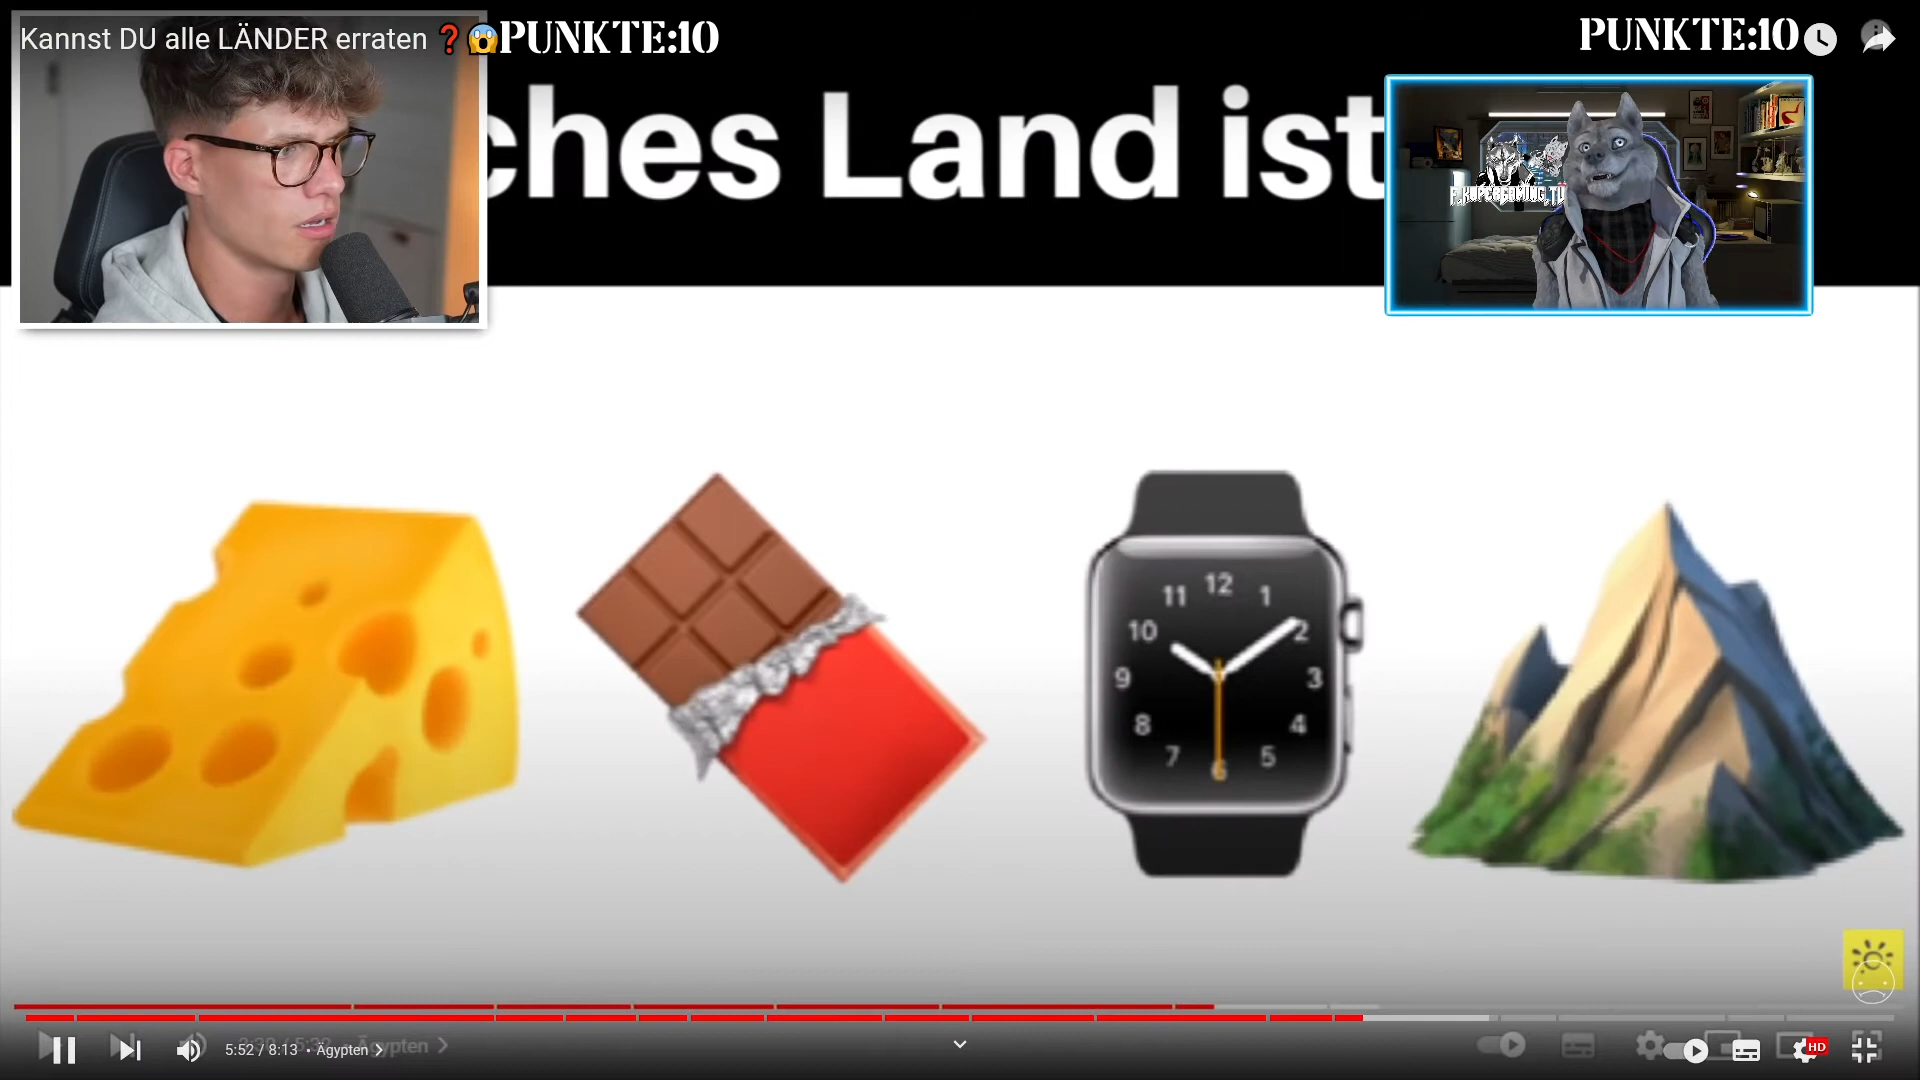 Kannst DU alle LÄNDER erraten ❓😱PUNKTE:10
PUNKTE:10
ches Land ist
12
11 1
10 2
9 3
8 4
7 5
6
5:52 / 8:13 • Ägypten
HD